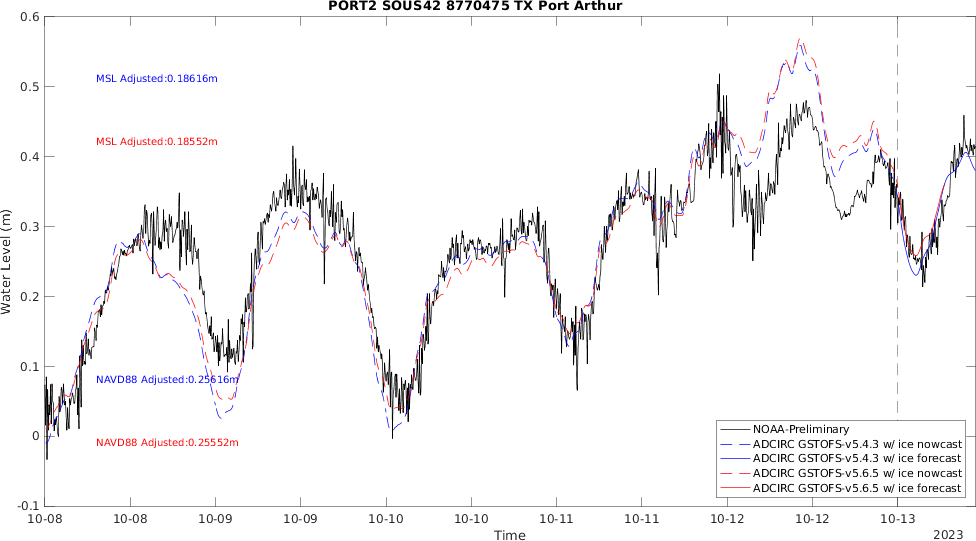 PORT2 SOUS42 8770475 TX Port Arthur
0.6
0.5
0.4
0.3
0.2
0.1
0
-0.1
Water Level (m)
MSL Adjusted:0.18616m
MSL Adjusted:0.18552m
NAVD88 Adjusted:0.25616m
NAVD88 Adjusted:0.25552m
NOAA-Preliminary
ADCIRC GSTOFS-v5.4.3 w/ ice nowcast
ADCIRC GSTOFS-v5.4.3 w/ ice forecast
ADCIRC GSTOFS-v5.6.5 w/ ice nowcast
ADCIRC GSTOFS-v5.6.5 w/ ice forecast
10-08 10-08 10-09 10-09 10-10 10-10 10-11 10-11 10-12 10-12 10-13
Time
2023